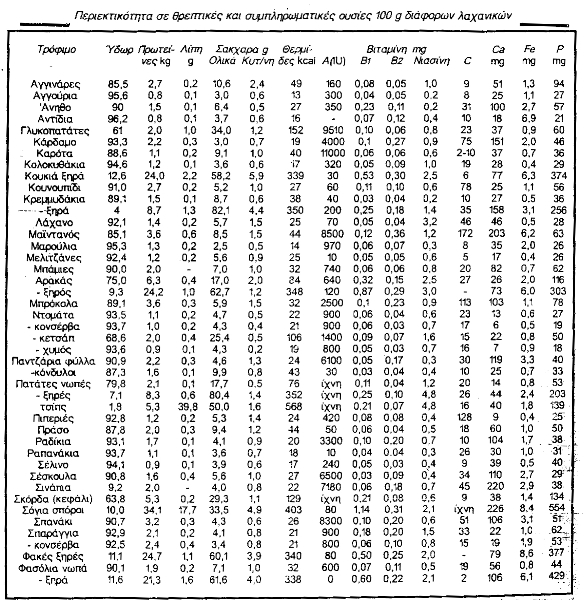 Περιεκτικότητα σε θρεπτικές και συμπληρωματικές ουσίες 100 g διάφορων λαχανικών
Τρόφιμο Ύδωρ Πρωτεϊ- Λίπη Σακχαρα g Θερμί- Βιταμίνη mg Ca Fe P
νες kg g Ολικά Κυτ/νη δες kcal A(IU) B1 B2 Νιασίνη C mg mg mg
Αγγινάρες 85,5 2,7 0,2 10,6 2,4 49 160 0,08 0,05 1,0 9 51 1,3 94
Αγγούρια 95,6 0,8 0,1 3,0 0,6 13 300 0,04 0,05 0,2 8 25 1,1 27
Άνηθο 90 1,5 0,1 6,4 0,5 27 350 0,23 0,11 0,2 31 100 2,7 57
Αντίδια 96,2 0,8 0,1 3,7 0,6 16 - 0,07 0,12 0,4 10 18 6,9 21
Γλυκοπατάτες 61 2,0 1,0 34,0 1,2 152 9510 0,10 0,06 0,8 23 37 0,9 60
Κάρδαμο 93,3 2,2 0,3 3,0 0,7 19 4000 0,1 0,27 0,9 75 151 2,0 46
Καρότα 88,6 1,1 0,2 9,1 1,0 40 11000 0,06 0,06 0,6 2-10 37 0,7 36
Κολοκυθάκια 94,6 1,2 0,1 3,6 0,6 17 320 0,05 0,09 1,0 19 28 0,4 29
Κουκιά ξηρά 12,6 24,0 2,2 58,2 5,9 339 30 0,53 0,30 2,5 6 77 6,3 374
Κουνουπίδι 91,0 2,7 0,2 5,2 1,0 27 60 0,11 0,10 0,6 78 25 1,1 56
Κρεμμυδάκια 89,1 1,5 0,1 8,7 0,6 38 40 0,03 0,04 0,2 10 27 0,5 36
- ξηρά 4 8,7 1,3 82,1 4,4 350 200 0,25 0,18 1,4 35 158 3,1 256
Λάχανο 92,1 1,4 0,2 5,7 1,5 25 70 0,05 0,04 3,2 46 46 0,5 28
Μαϊντανός 85,1 3,6 0,6 8,5 1,5 44 8500 0,12 0,36 1,2 172 203 6,2 63
Μαρούλια 95,3 1,3 0,2 2,5 0,5 14 970 0,06 0,07 0,3 8 35 2,0 26
Μελιτζάνες 92,4 1,2 0,2 5,6 0,9 25 10 0,05 0,05 0,6 5 17 0,4 26
Μπάμιες 90,0 2,0 - 7,0 1,0 32 740 0,06 0,06 0,8 20 82 0,7 62
Αρακάς 75,0 6,3 0,4 17,0 2,0 84 640 0,32 0,15 2,5 27 26 2,0 116
- ξηρός 9,3 24,2 1,0 62,7 1,2 348 120 0,87 0,29 3,0 - 73 6,0 303
Μπρόκολα 89,1 3,6 0,3 5,9 1,5 32 2500 0,1 0,23 0,9 113 103 1,1 78
Ντομάτα 93,5 1,1 0,2 4,7 0,5 22 900 0,06 0,04 0,6 23 13 0,6 27
- κονσέρβα 93,7 1,0 0,2 4,3 0,4 21 900 0,06 0,03 0,7 17 6 0,5 19
- κετσάπ 68,6 2,0 0,4 25,4 0,5 106 1400 0,09 0,07 1,6 15 22 0,8 50
- χυμός 93,6 0,9 0,1 4,3 0,2 19 800 0,05 0,03 0,7 16 7 0,9 18
Παντζάρια φύλλα 90,9 2,2 0,3 4,6 1,3 24 6100 0,05 0,17 0,3 30 119 3,3 40
-κόνδυλοι 87,3 1,6 0,1 9,9 0,8 43 30 0,03 0,04 0,4 10 25 0,7 33
Πατάτες νωπές 79,8 2,1 0,1 17,7 0,5 76 ίχνη 0,11 0,04 1,2 20 14 0,8 53
- ξηρές 7,1 8,3 0,6 80,4 1,4 352 ίχνη 0,25 0,10 4,8 26 44 2,4 203
τσίπς 1,8 5,3 39,8 50,0 1,6 568 ίχνη 0,21 0,07 4,8 16 40 1,8 139
Πιπεριές 92,8 1,2 0,2 5,3 1,4 24 420 0,08 0,08 0,4 128 9 0,4 25
Πράσο 87,8 2,0 0,3 9,4 1,2 44 50 0,06 0,04 0,5 18 60 1,0 50
Ραδίκια 93,1 1,7 0,1 4,1 0,9 20 3300 0,10 0,20 0,7 10 104 1,7 38
Ραπανάκια 93,7 1,1 0,1 3,6 0,7 18 10 0,04 0,04 0,3 26 30 1,0 31
Σέλινο 94,1 0,9 0,1 3,9 0,6 17 240 0,05 0,03 0,4 9 39 0,5 40
Σέσκουλα 90,8 1,6 0,4 5,6 1,0 27 6500 0,03 0,09 0,4 34 110 2,7 29
Σινάπια 9,2 2,0 - 4,0 0,8 22 7180 0,06 0,18 0,7 45 220 2,9 38
Σκόρδα (κεφάλι) 63,8 5,3 0,2 29,3 1,1 129 ίχνη 0,21 0,08 0,6 9 38 1,4 134
Σόγια σπόροι 10,0 34,1 17,7 33,5 4,9 403 80 1,14 0,31 2,1 ίχνη 226 8,4 554
Σπανάκι 90,7 3,2 0,3 4,3 0,6 26 8300 0,10 0,20 0,6 51 106 3,1 51
Σπαράγγια 92,9 2,1 0,2 4,1 0,8 21 900 0,18 0,20 1,5 33 22 1,0 62
- κονσέρβα 92,5 2,4 0,4 3,4 0,8 21 800 0,06 0,10 0,8 15 19 1,9 53
Φακές ξηρές 11,1 24,7 1,1 60,1 3,9 340 80 0,50 0,25 2,0 - 79 8,6 377
Φασόλια νωπά 90,1 1,9 0,2 7,1 1,0 32 600 0,07 0,11 0,5 19 56 0,8 44
- ξηρά 11,6 21,3 1,6 61,6 4,0 338 0 0,60 0,22 2,1 2 106 6,1 429